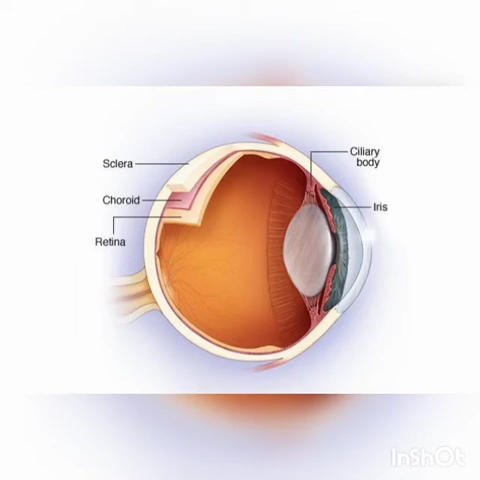 Sclera
Choroid
Retina
Ciliary
body
Iris
InShOt